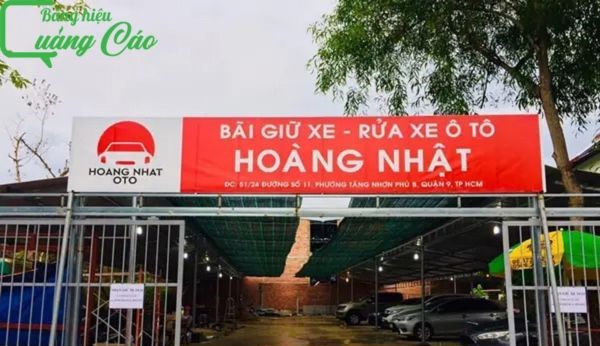 Bảng hiệu
Quảng Cáo
HOANG NHAT
OTO
BÃI GIỮ XE - RỬA XE Ô TÔ
HOÀNG NHẬT
ĐC: 51/24 ĐƯỜNG SỐ 11, PHƯỜNG TĂNG NHƠN PHÚ B, QUẬN 9, TP HCM